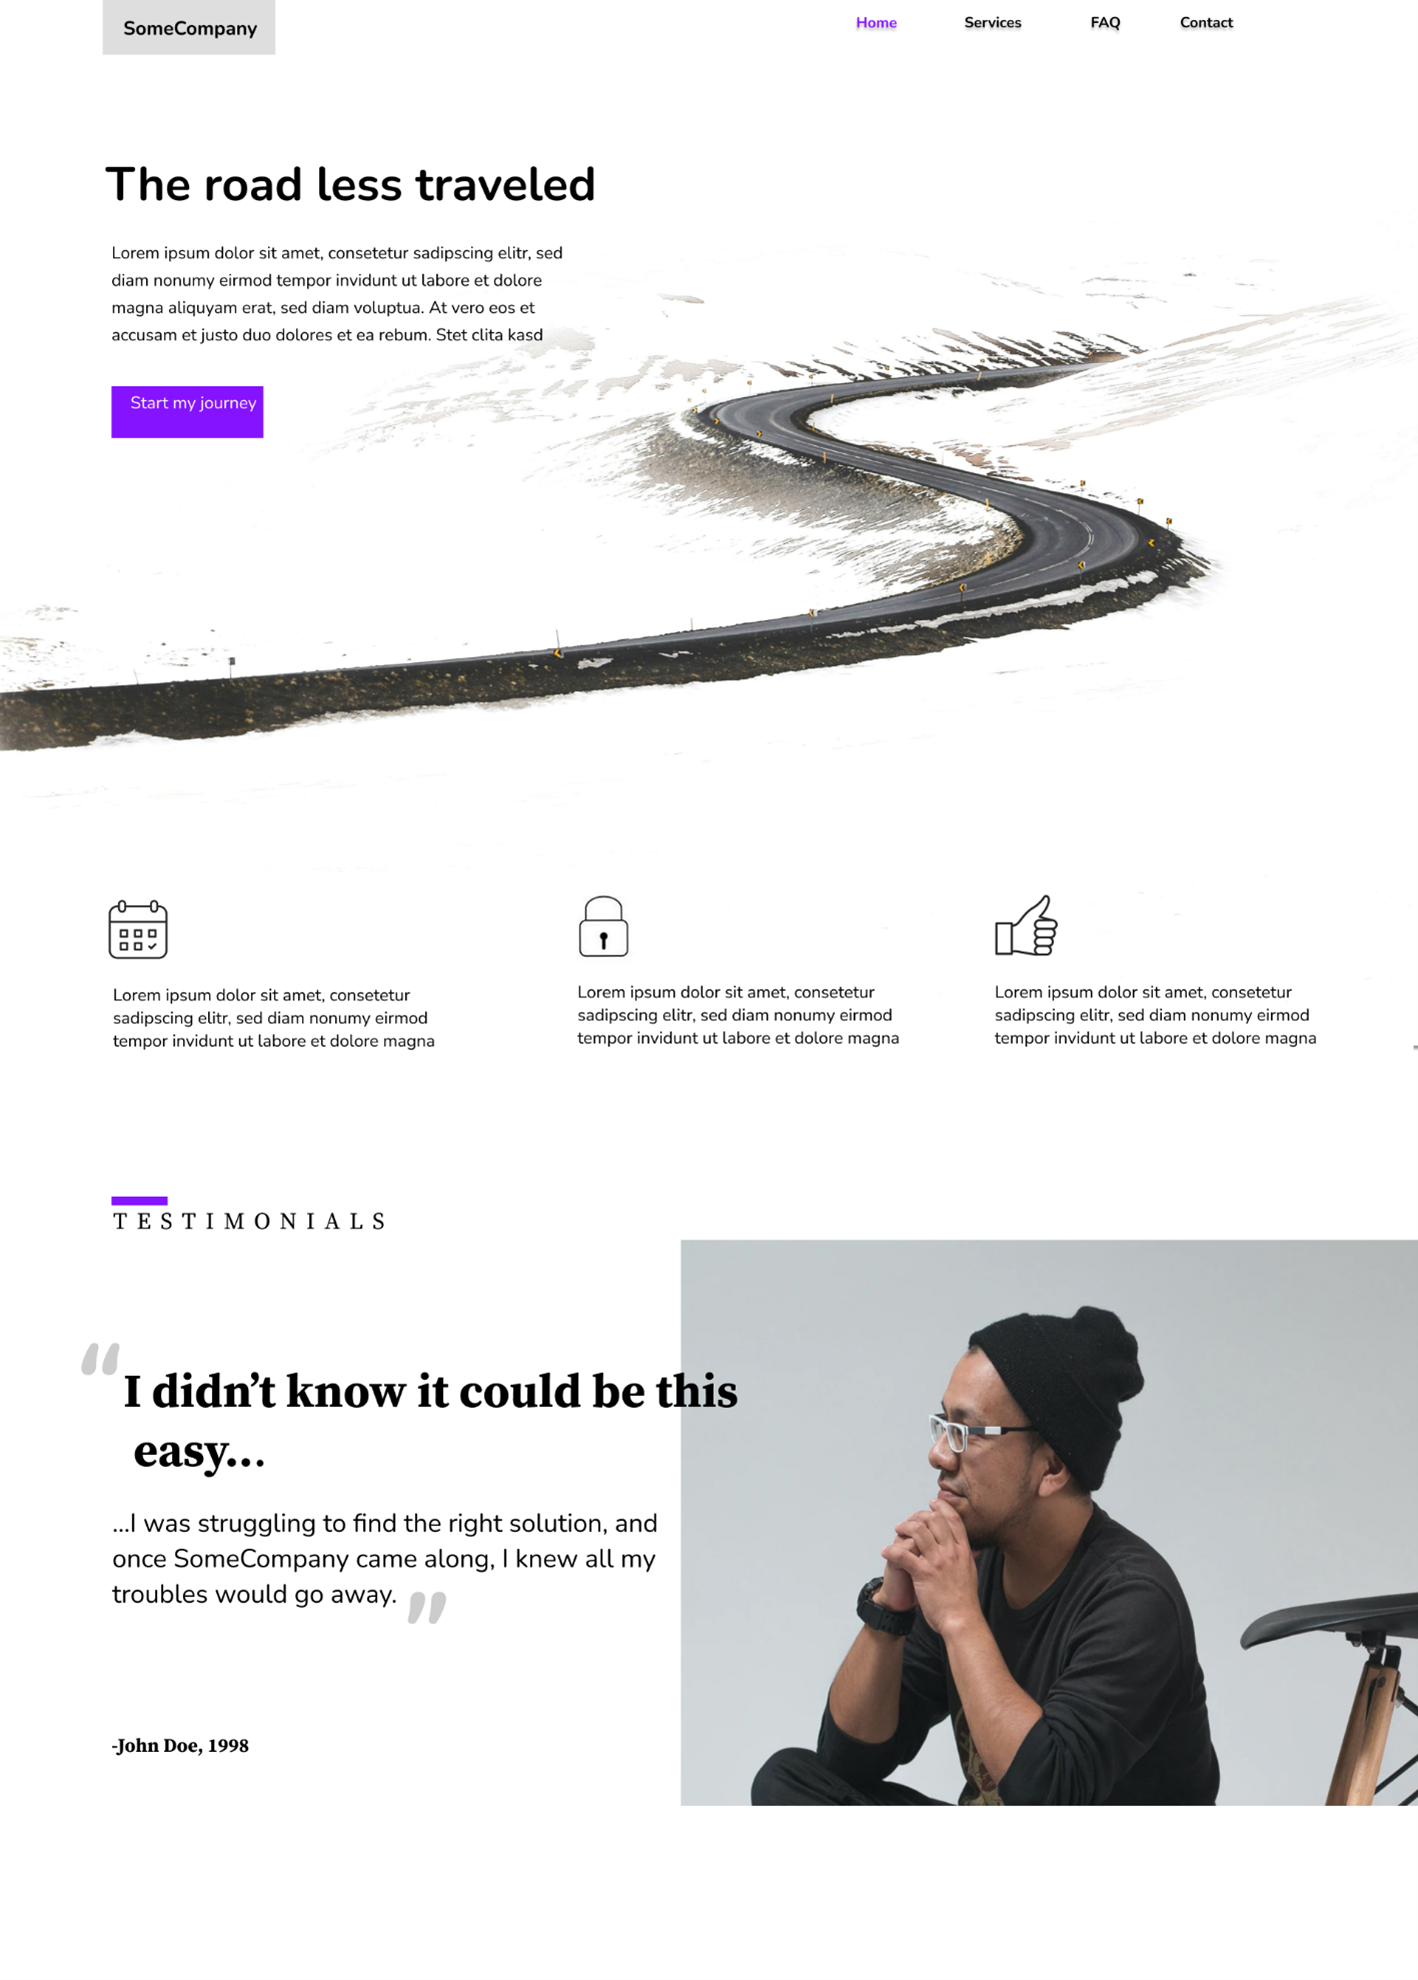 SomeCompany
Home
Services
FAQ
Contact
The road less traveled
Lorem ipsum dolor sit amet, consetetur sadipscing elitr, sed
diam nonumy eirmod tempor invidunt ut labore et dolore
magna aliquyam erat, sed diam voluptua. At vero eos et
accusam et justo duo dolores et ea rebum. Stet clita kasd
Start my journey
Lorem ipsum dolor sit amet, consetetur
sadipscing elitr, sed diam nonumy eirmod
tempor invidunt ut labore et dolore magna
Lorem ipsum dolor sit amet, consetetur
sadipscing elitr, sed diam nonumy eirmod
tempor invidunt ut labore et dolore magna
Lorem ipsum dolor sit amet, consetetur
sadipscing elitr, sed diam nonumy eirmod
tempor invidunt ut labore et dolore magna
TESTIMONIALS
“I didn’t know it could be this
easy...
...I was struggling to find the right solution, and
once SomeCompany came along, I knew all my
troubles would go away.”
-John Doe, 1998